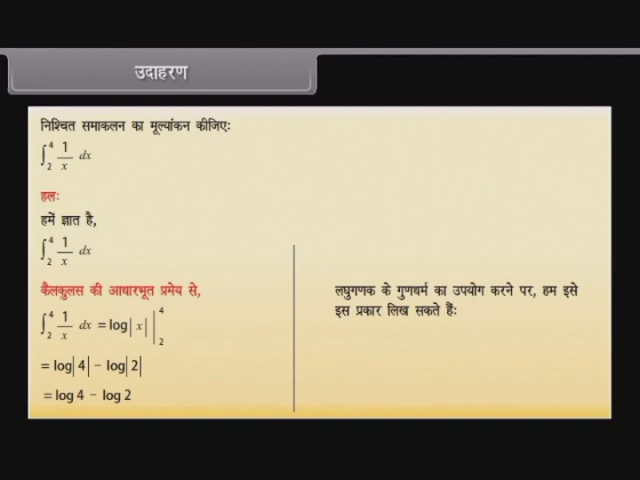 उदाहरण
निश्चित समाकलन का मूल्यांकन कीजिए:
∫₂⁴ 1/x dx
हल:
हमें ज्ञात है,
∫₂⁴ 1/x dx
कैलकुलस की आधारभूत प्रमेय से,
∫₂⁴ 1/x dx = log|x| |₂⁴
= log|4| − log|2|
= log 4 − log 2
लघुगणक के गुणधर्म का उपयोग करने पर, हम इसे
इस प्रकार लिख सकते हैं: